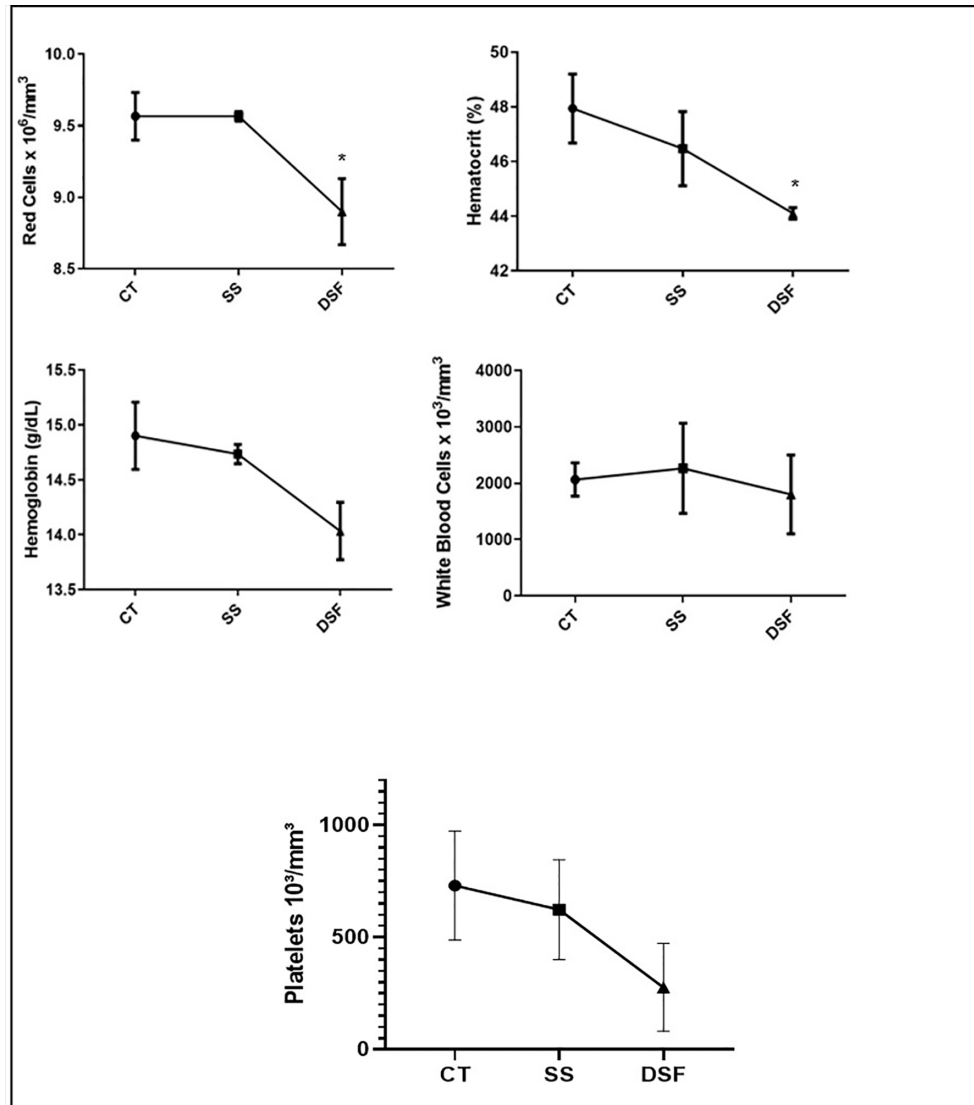 Red Cells x 10⁶/mm³
10.0
9.5
9.0
8.5
*
CT
SS
DSF
Hematocrit (%)
50
48
46
44
42
*
CT
SS
DSF
Hemoglobin (g/dL)
15.5
15.0
14.5
14.0
13.5
CT
SS
DSF
White Blood Cells x 10³/mm³
4000
3000
2000
1000
0
CT
SS
DSF
Platelets 10³/mm³
1000
500
0
CT
SS
DSF